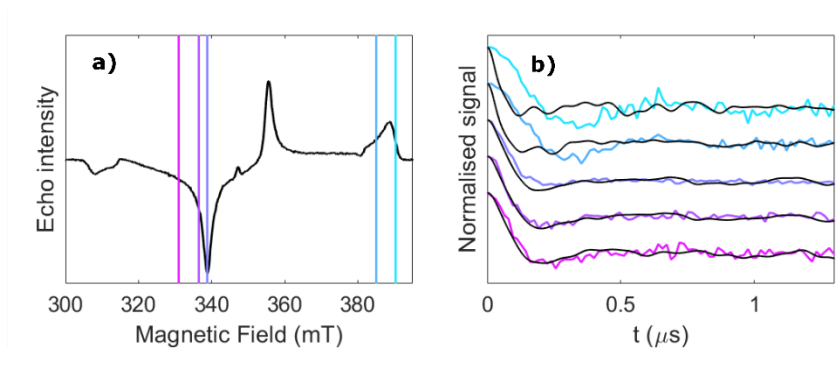 a)
b)
Echo intensity
Normalised signal
300 320 340 360 380
0 0.5 1
Magnetic Field (mT)
t (μs)